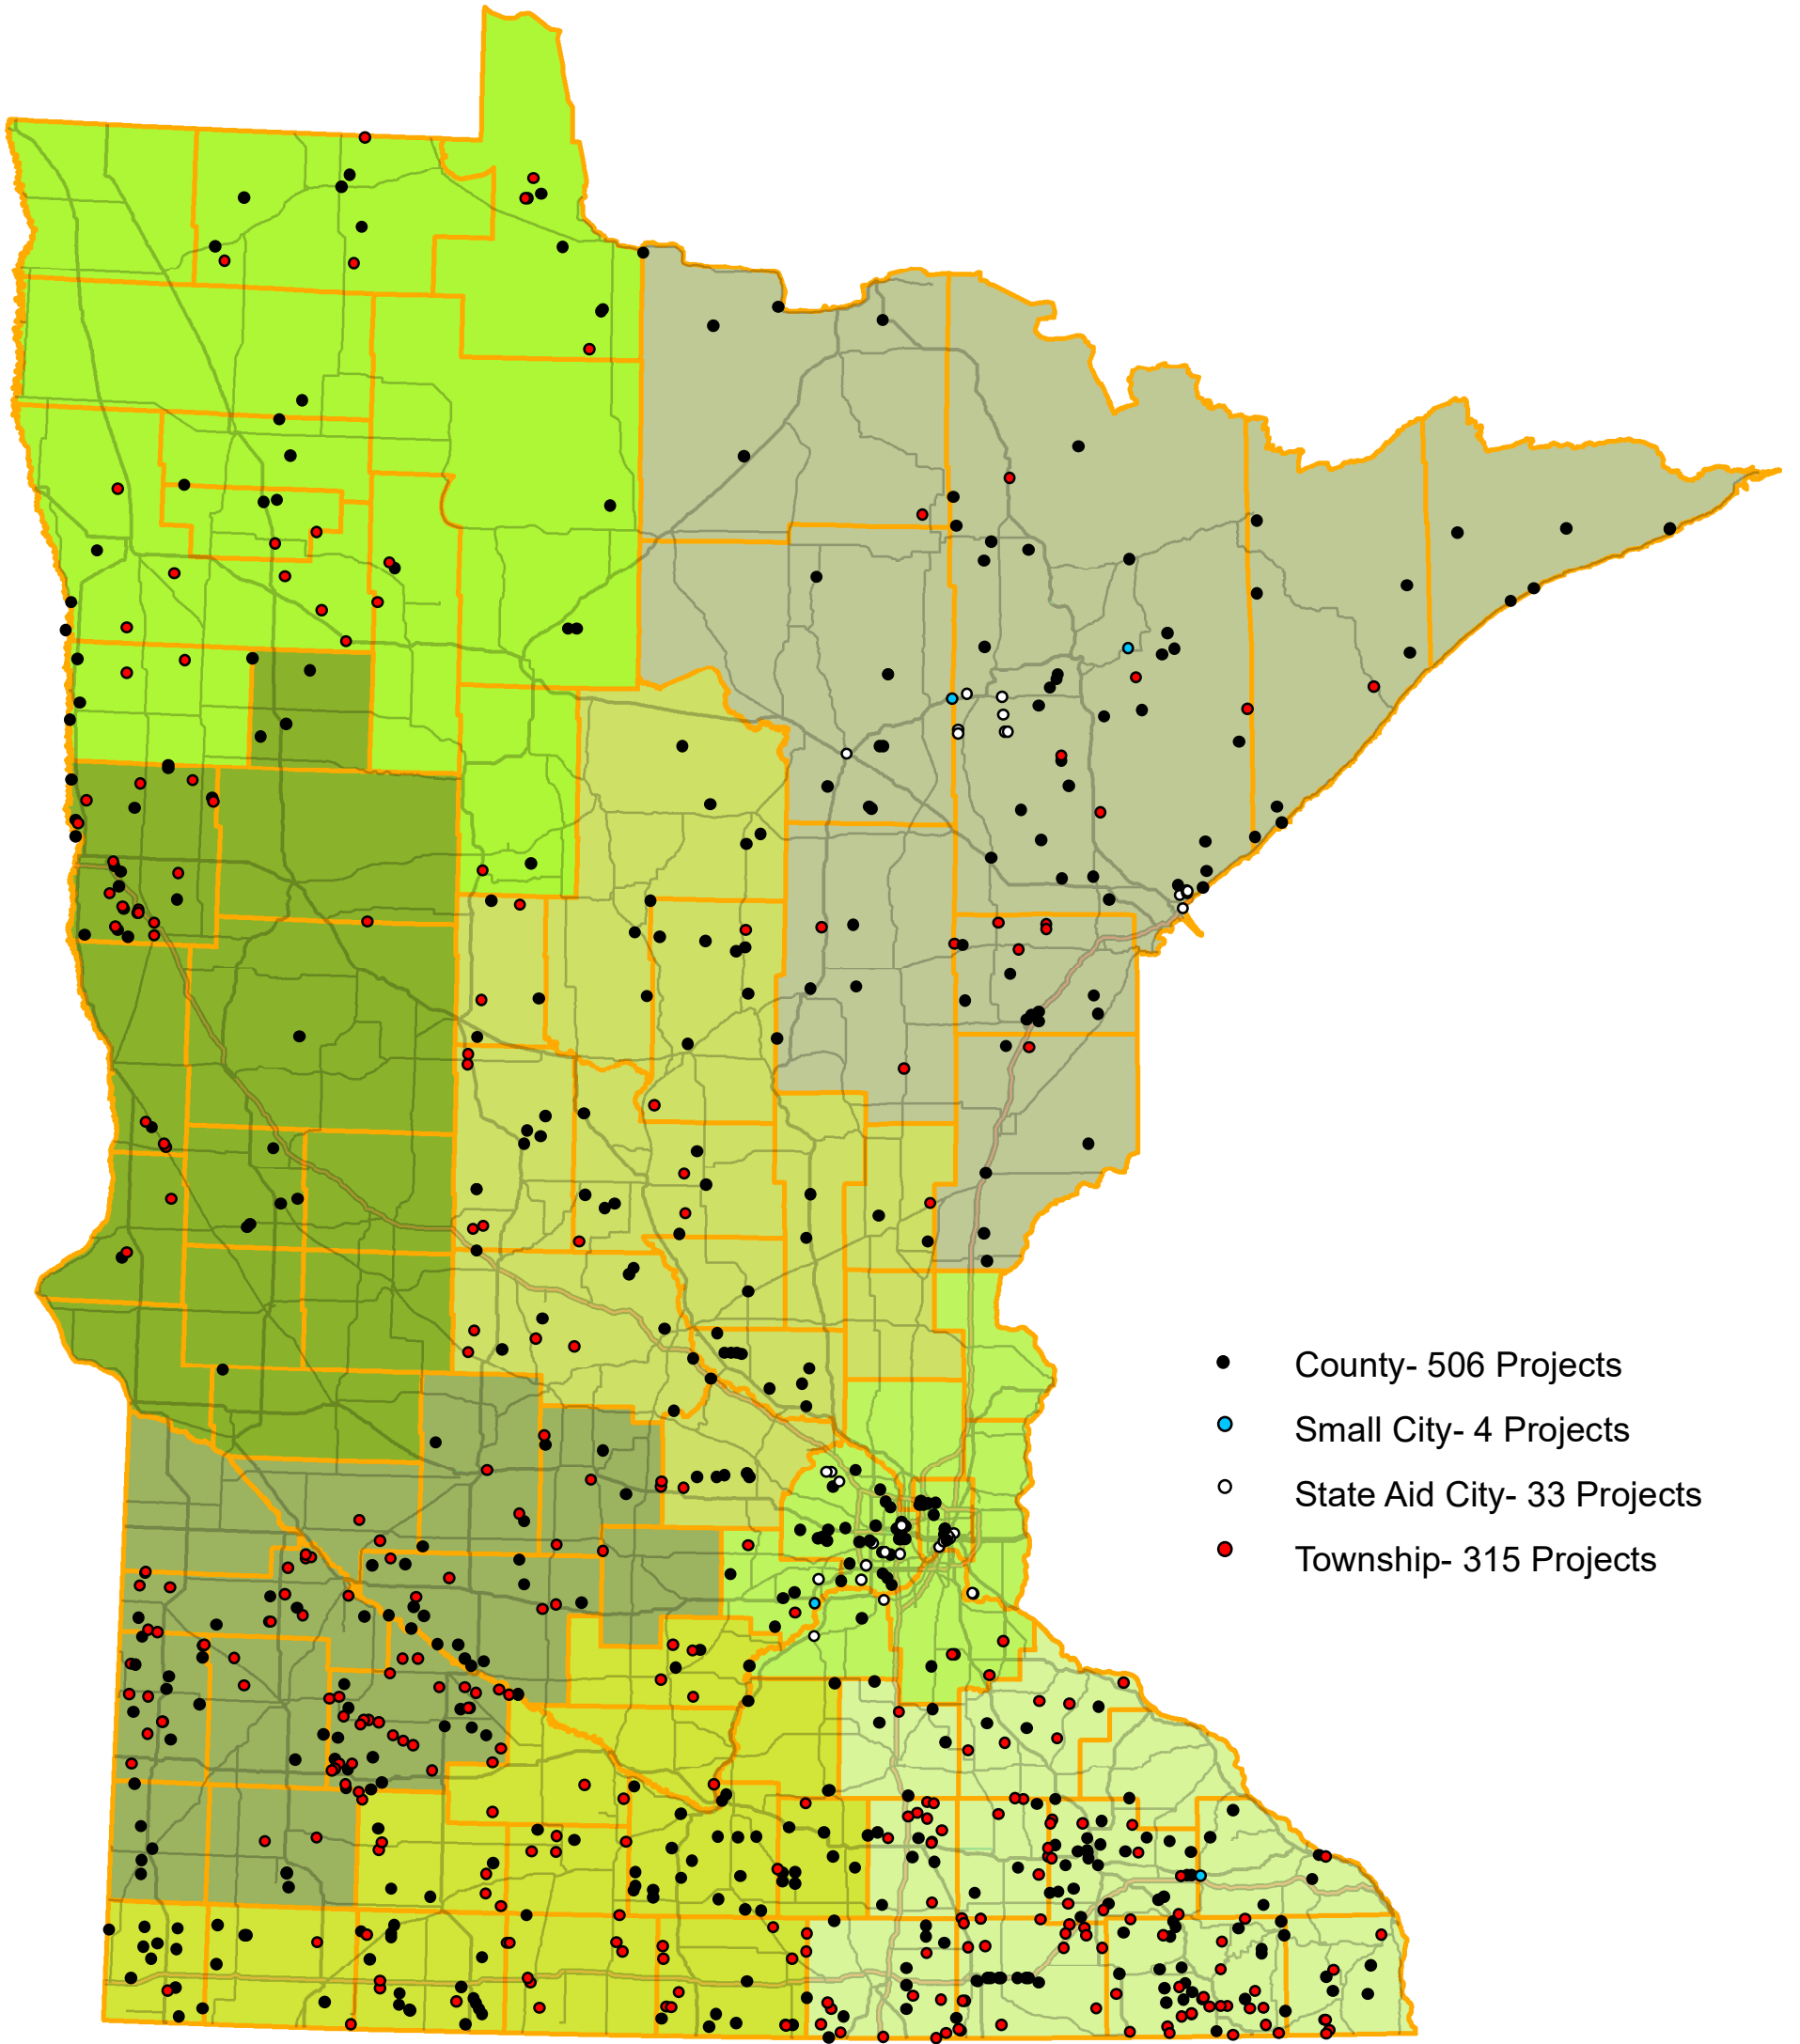 County- 506 Projects
Small City- 4 Projects
State Aid City- 33 Projects
Township- 315 Projects